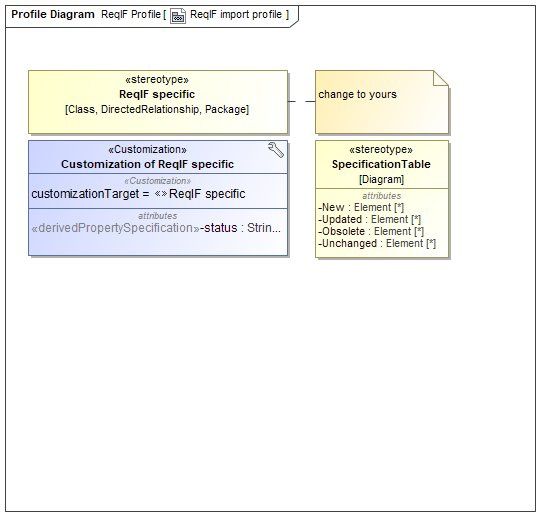 Profile Diagram ReqIF Profile [ ReqIF import profile ]
«stereotype»
ReqIF specific
[Class, DirectedRelationship, Package]
change to yours
«Customization»
Customization of ReqIF specific
«Customization»
customizationTarget = «»ReqIF specific
attributes
«derivedPropertySpecification»-status : Strin...
«stereotype»
SpecificationTable
[Diagram]
attributes
-New : Element [*]
-Updated : Element [*]
-Obsolete : Element [*]
-Unchanged : Element [*]